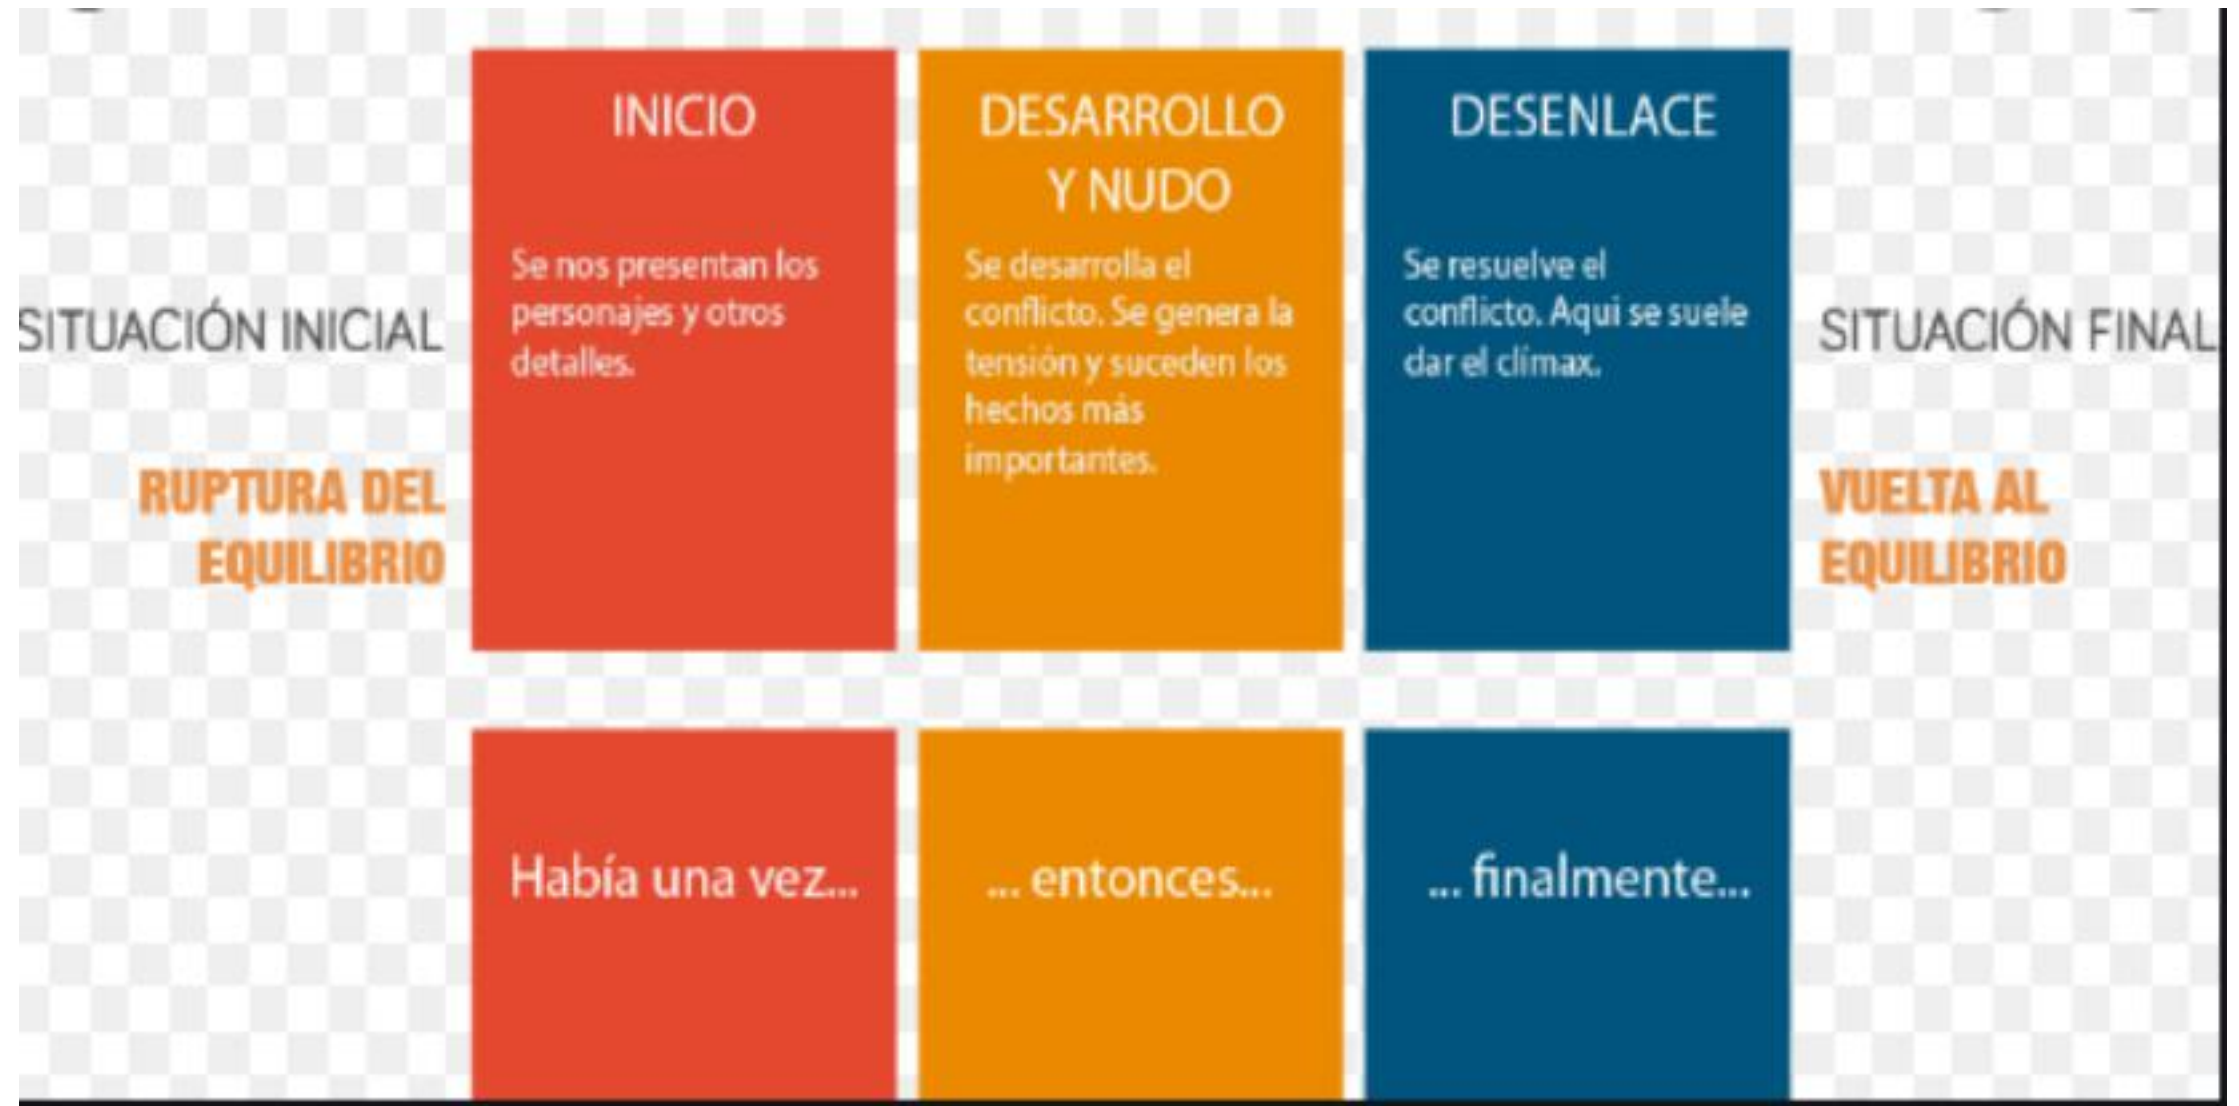 INICIO
Se nos presentan los
personajes y otros
detalles.
DESARROLLO
Y NUDO
Se desarrolla el
conflicto. Se genera la
tensión y suceden los
hechos más
importantes.
DESENLACE
Se resuelve el
conflicto. Aqui se suele
dar el clímax.
SITUACIÓN INICIAL
RUPTURA DEL
EQUILIBRIO
SITUACIÓN FINAL
VUELTA AL
EQUILIBRIO
Había una vez...
... entonces...
... finalmente...